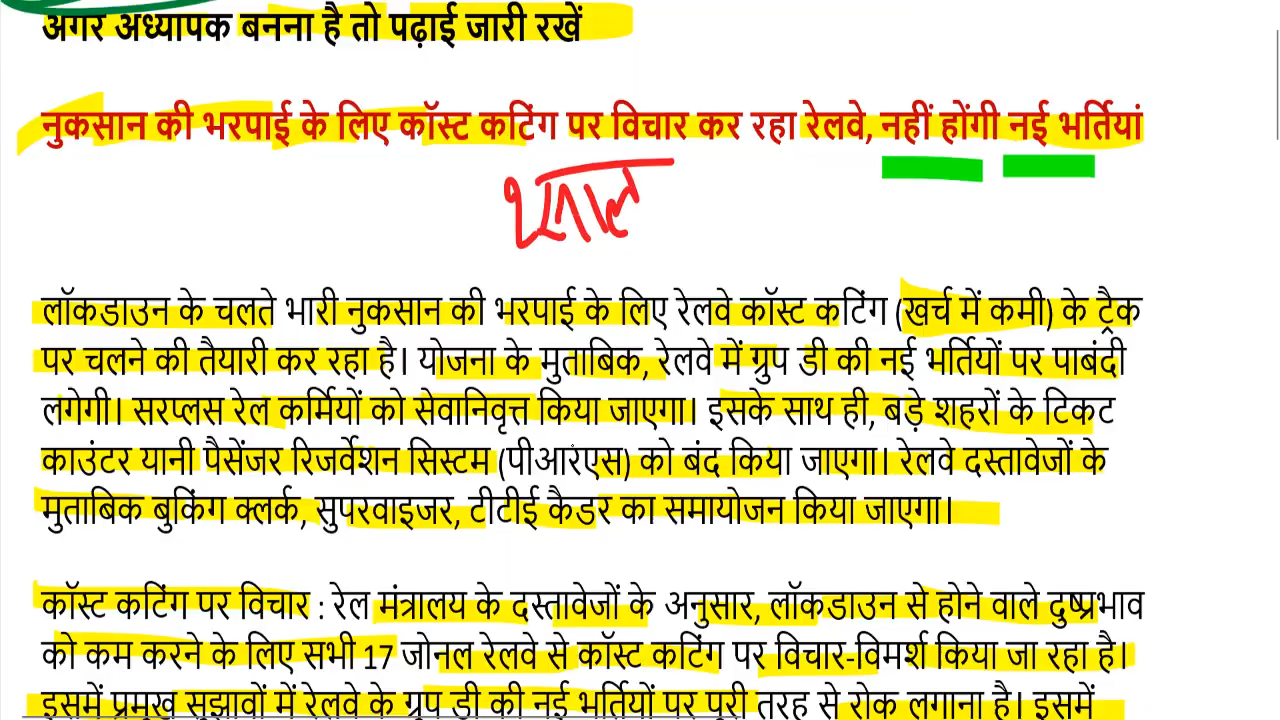 अगर अध्यापक बनना है तो पढ़ाई जारी रखें
नुकसान की भरपाई के लिए कॉस्ट कटिंग पर विचार कर रहा रेलवे, नहीं होंगी नई भर्तियां
लॉकडाउन के चलते भारी नुकसान की भरपाई के लिए रेलवे कॉस्ट कटिंग (खर्च में कमी) के ट्रैक
पर चलने की तैयारी कर रहा है। योजना के मुताबिक, रेलवे में ग्रुप डी की नई भर्तियों पर पाबंदी
लगेगी। सरप्लस रेल कर्मियों को सेवानिवृत्त किया जाएगा। इसके साथ ही, बड़े शहरों के टिकट
काउंटर यानी पैसेंजर रिजर्वेशन सिस्टम (पीआरएस) को बंद किया जाएगा। रेलवे दस्तावेजों के
मुताबिक बुकिंग क्लर्क, सुपरवाइजर, टीटीई कैडर का समायोजन किया जाएगा।
कॉस्ट कटिंग पर विचार : रेल मंत्रालय के दस्तावेजों के अनुसार, लॉकडाउन से होने वाले दुष्प्रभाव
को कम करने के लिए सभी 17 जोनल रेलवे से कॉस्ट कटिंग पर विचार-विमर्श किया जा रहा है।
इसमें प्रमुख सुझावों में रेलवे के ग्रुप डी की नई भर्तियों पर पूरी तरह से रोक लगाना है। इसमें